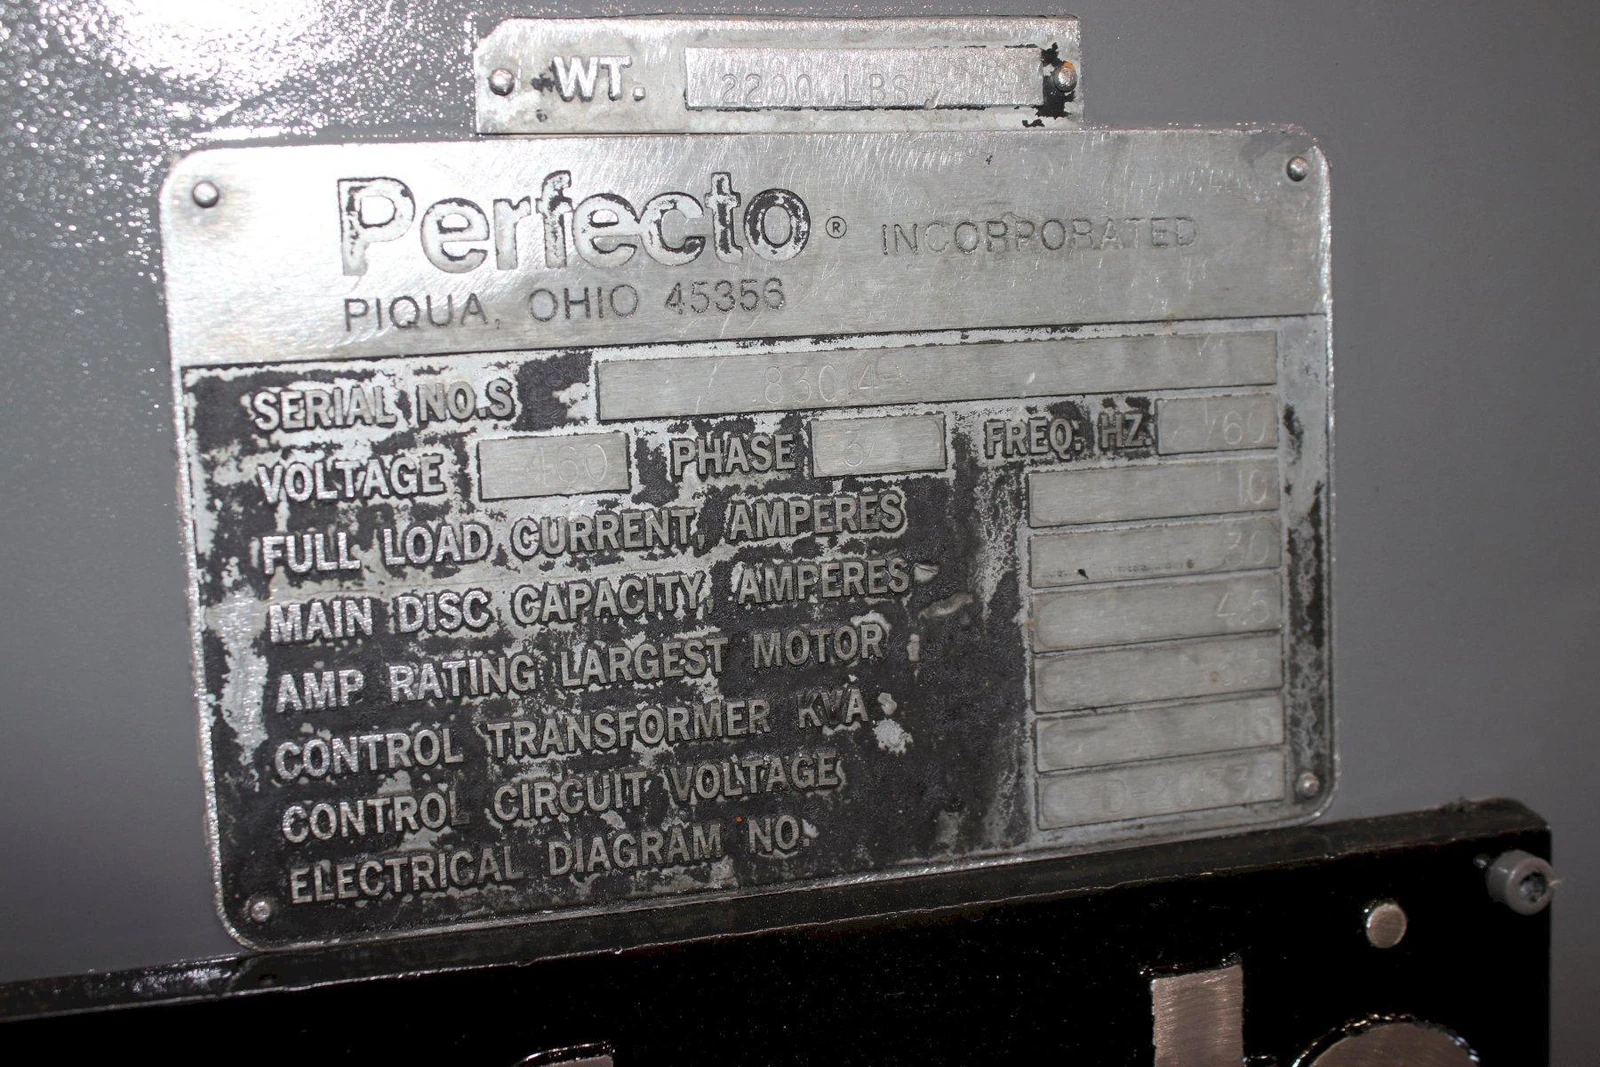 WT. 2200 LBS
Perfecto ® INCORPORATED
PIQUA, OHIO 45356
SERIAL NO.S 83049
VOLTAGE 460 PHASE 3 FREQ. HZ. 60
FULL LOAD CURRENT, AMPERES 10
MAIN DISC CAPACITY, AMPERES 30
AMP RATING LARGEST MOTOR 4.5
CONTROL TRANSFORMER KVA
CONTROL CIRCUIT VOLTAGE
ELECTRICAL DIAGRAM NO.